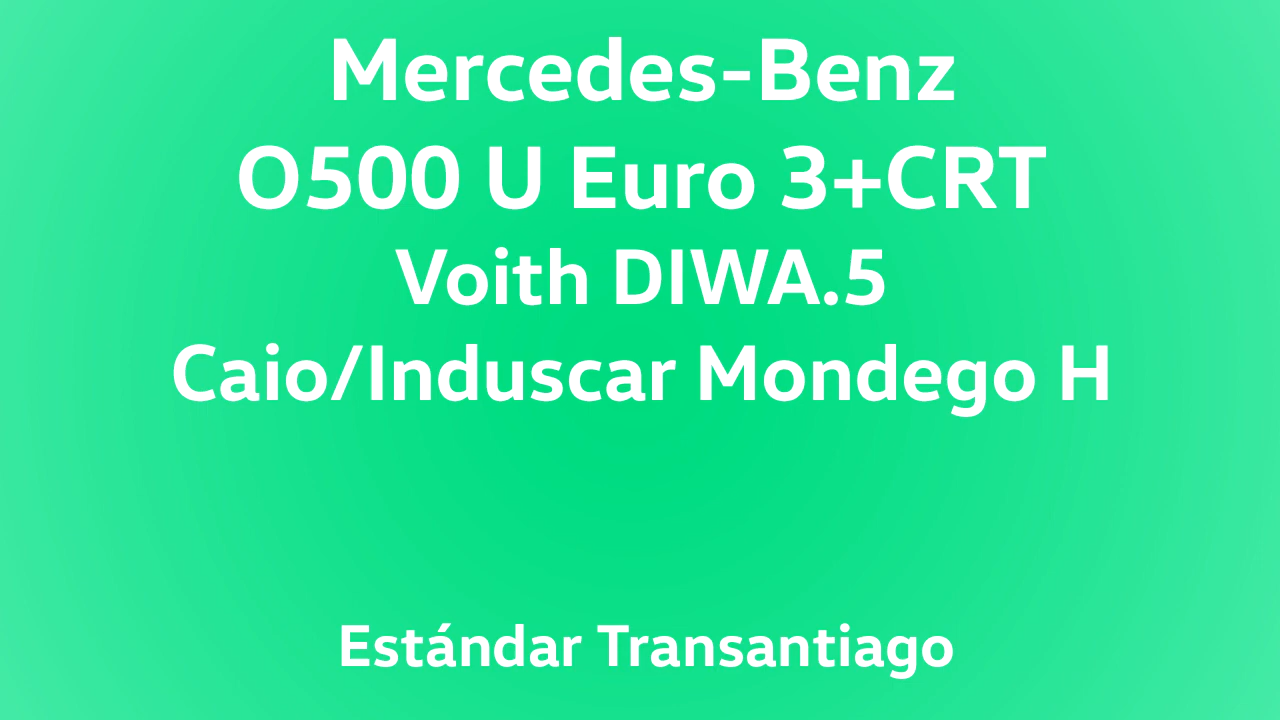 Mercedes-Benz
O500 U Euro 3+CRT
Voith DIWA.5
Caio/Induscar Mondego H
Estándar Transantiago